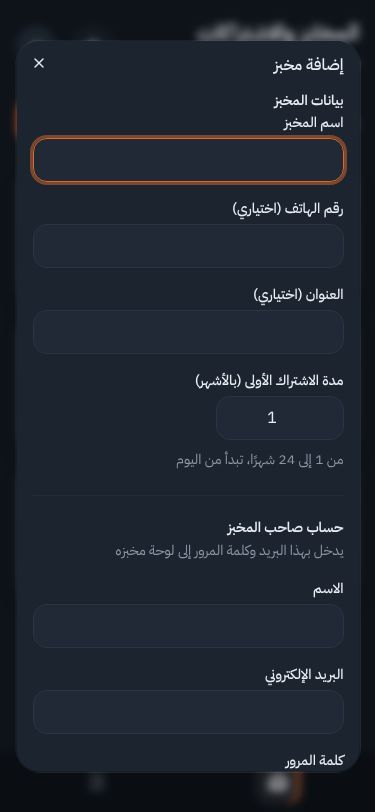 إضافة مخبز
بيانات المخبز
اسم المخبز
رقم الهاتف (اختياري)
العنوان (اختياري)
مدة الاشتراك الأولى (بالأشهر)
1
من 1 إلى 24 شهرًا، تبدأ من اليوم
حساب صاحب المخبز
يدخل بهذا البريد وكلمة المرور إلى لوحة مخبزه
الاسم
البريد الإلكتروني
كلمة المرور